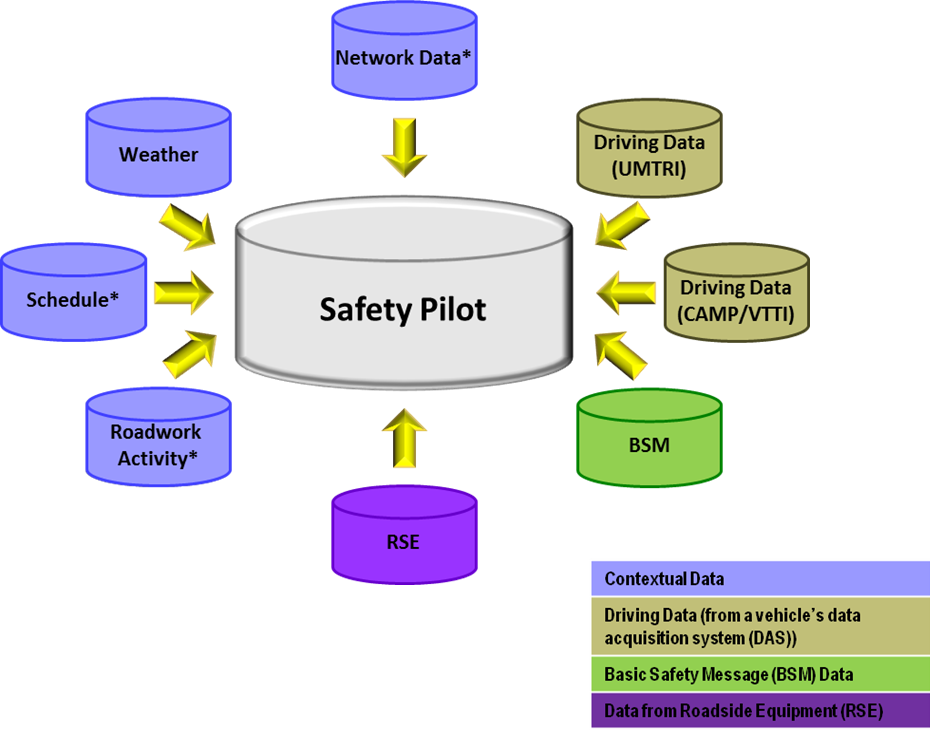 Network Data*
Weather
Driving Data
(UMTRI)
Schedule*
Safety Pilot
Driving Data
(CAMP/VTTI)
Roadwork
Activity*
BSM
RSE
Contextual Data
Driving Data (from a vehicle's data
acquisition system (DAS))
Basic Safety Message (BSM) Data
Data from Roadside Equipment (RSE)